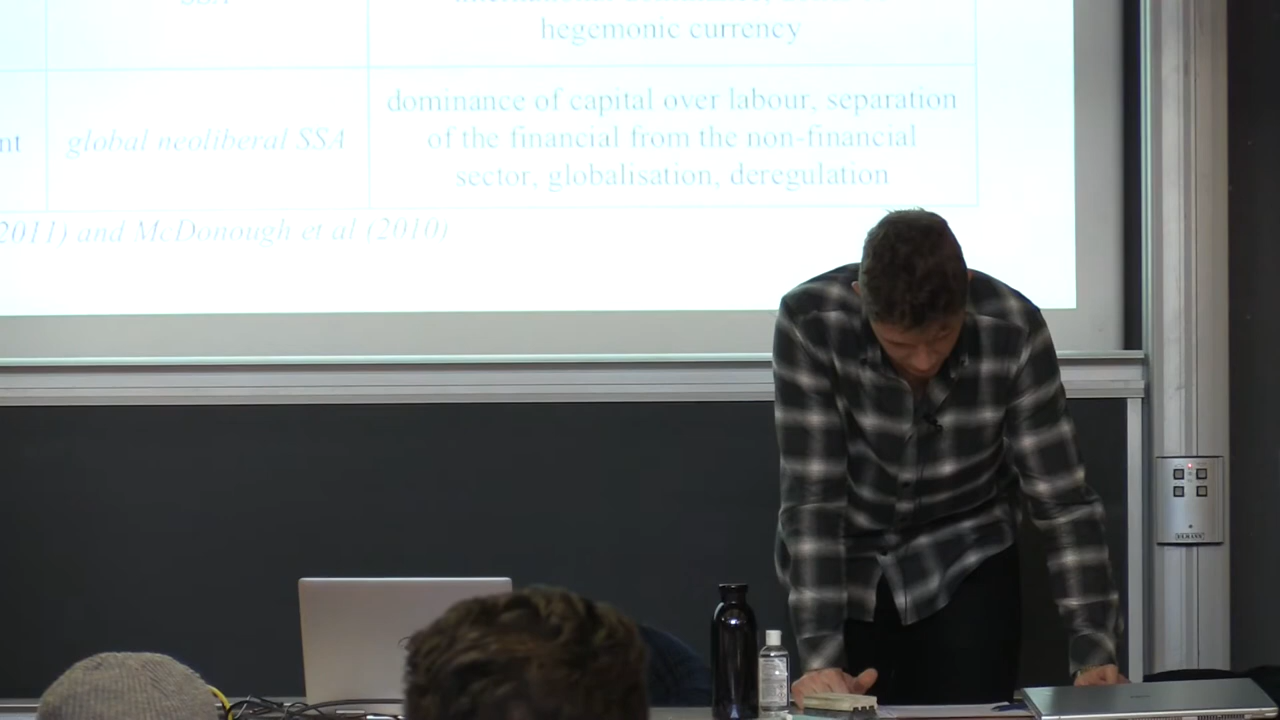 SSA
hegemonic currency
nt
global neoliberal SSA
dominance of capital over labour, separation
of the financial from the non-financial
sector, globalisation, deregulation
2011) and McDonough et al (2010)